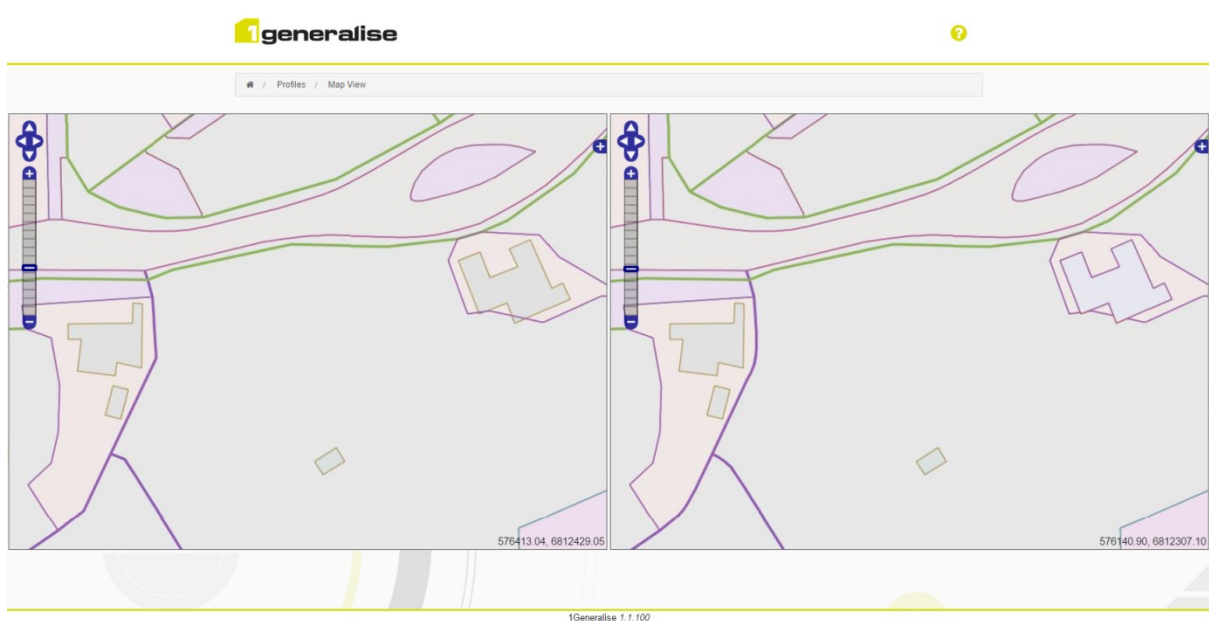 1generalise
?
/ Profiles / Map View
576413.04, 6812429.05
576140.90, 6812307.10
1Generalise 1.1.100